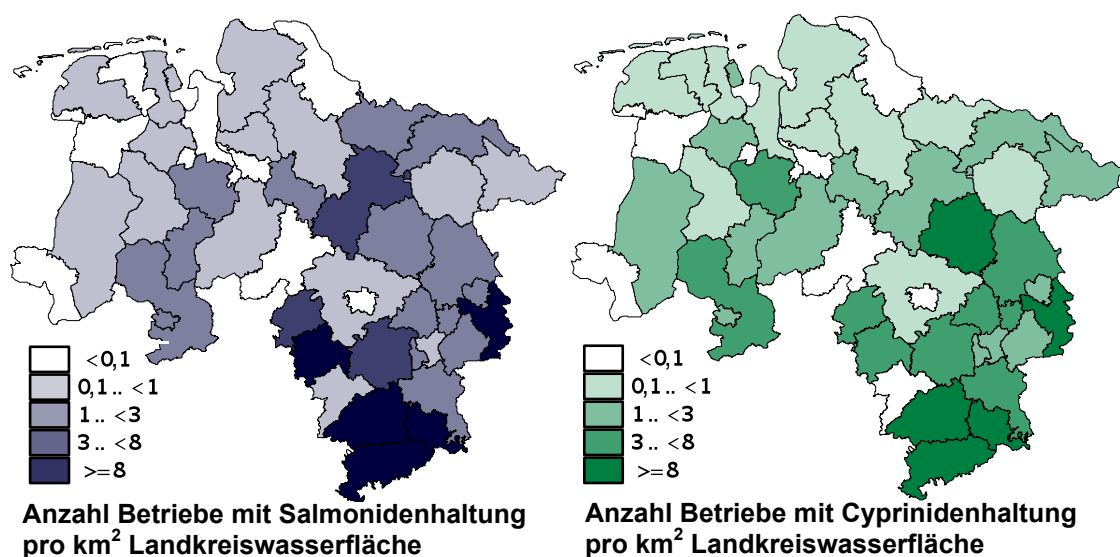 <0,1
0,1.. <1
1.. <3
3.. <8
>=8
Anzahl Betriebe mit Salmonidenhaltung
pro km² Landkreiswasserfläche
<0,1
0,1.. <1
1.. <3
3.. <8
>=8
Anzahl Betriebe mit Cyprinidenhaltung
pro km² Landkreiswasserfläche